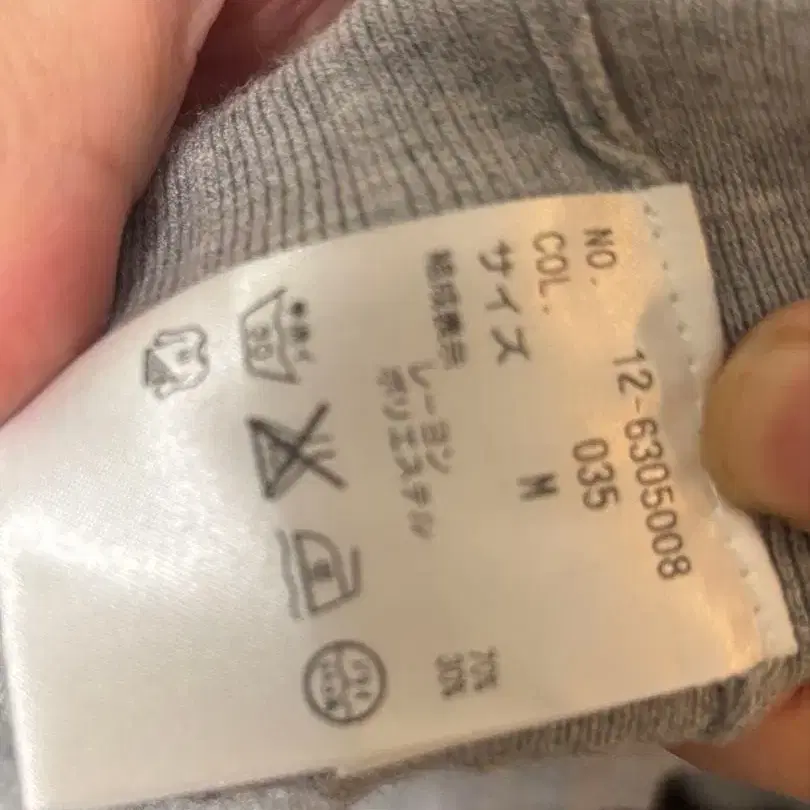 NO. 12-6305008
COL. 035
サイズ M
組成表示
レーヨン 70%
ポリエステル 30%
30